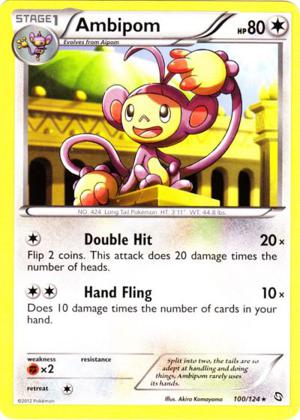 STAGE1 Ambipom HP80
Evolves from Aipom
NO. 424 Long Tail Pokémon HT: 3'11" WT: 44.8 lbs.
Double Hit 20×
Flip 2 coins. This attack does 20 damage times
the number of heads.
Hand Fling 10×
Does 10 damage times the number of cards in your
hand.
weakness resistance
×2
retreat
Split into two, the tails are so
adept at handling and doing
things, Ambipom rarely uses
its hands.
©2012 Pokémon
Illus. Akira Komayama
100/124 ★